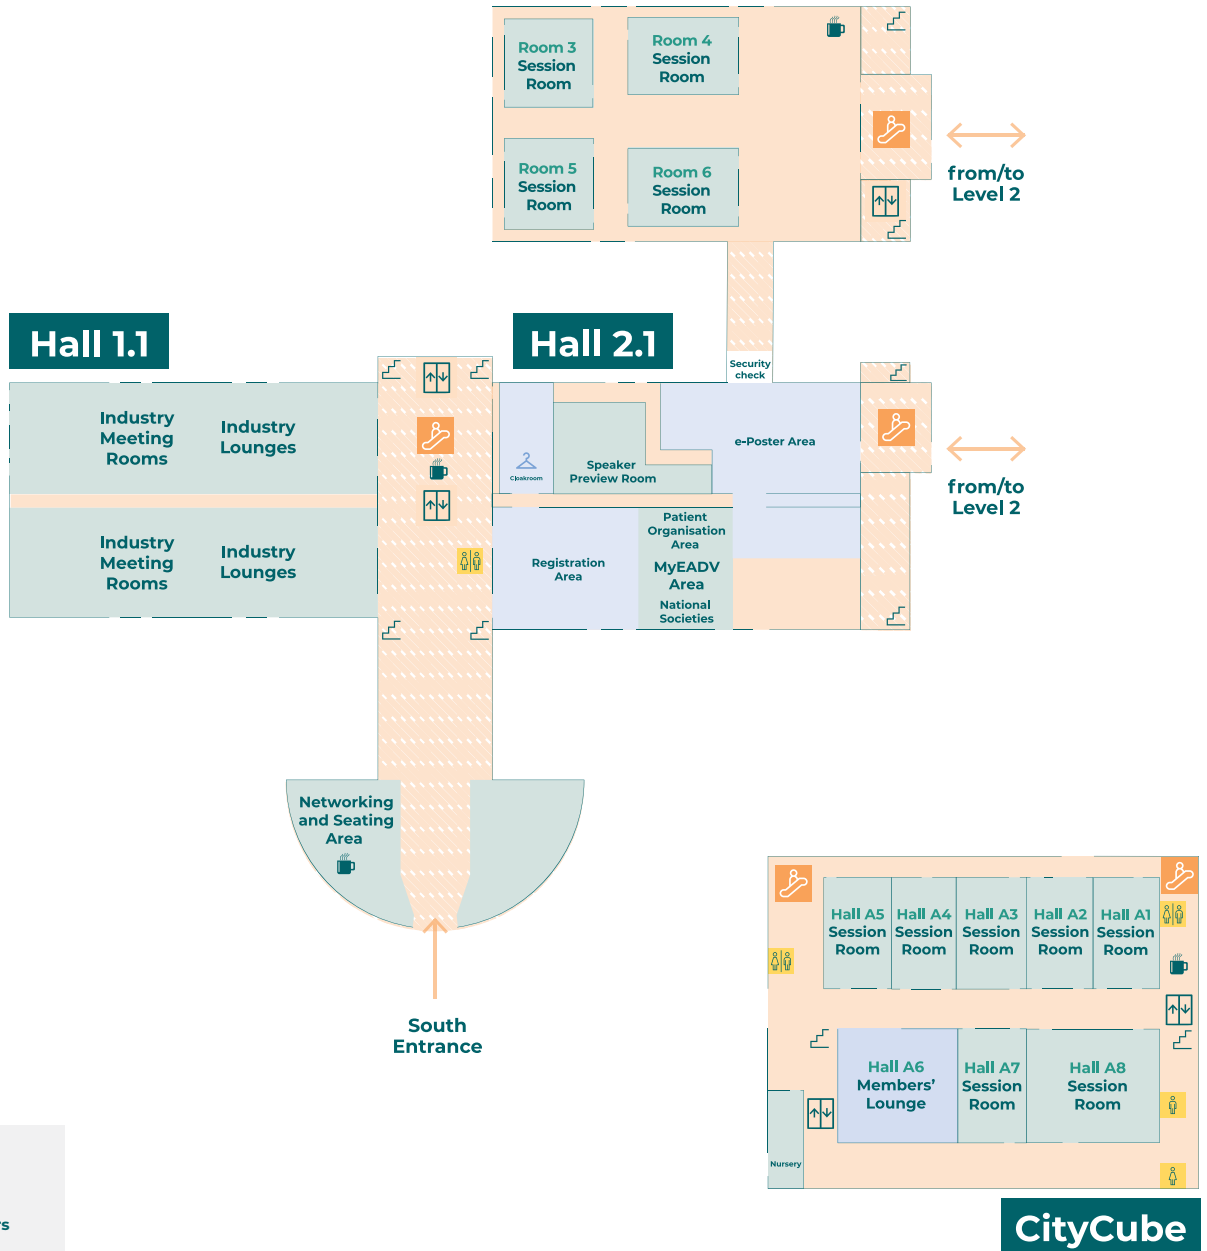 Room 3
Session
Room
Room 4
Session
Room
Room 5
Session
Room
Room 6
Session
Room
from/to
Level 2
Hall 1.1
Hall 2.1
Security
check
Industry
Meeting
Rooms
Industry
Lounges
Cloakroom
Speaker
Preview Room
e-Poster Area
from/to
Level 2
Industry
Meeting
Rooms
Industry
Lounges
Registration
Area
Patient
Organisation
Area
MyEADV
Area
National
Societies
Networking
and Seating
Area
South
Entrance
Hall A5
Session
Room
Hall A4
Session
Room
Hall A3
Session
Room
Hall A2
Session
Room
Hall A1
Session
Room
Hall A6
Members'
Lounge
Hall A7
Session
Room
Hall A8
Session
Room
Nursery
CityCube